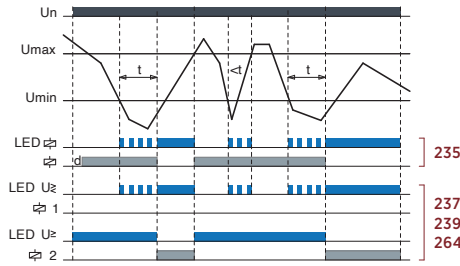 Un
Umax
t <t t
Umin
LED
d
235
LED U≥
1
237
239
LED U≥
264
2